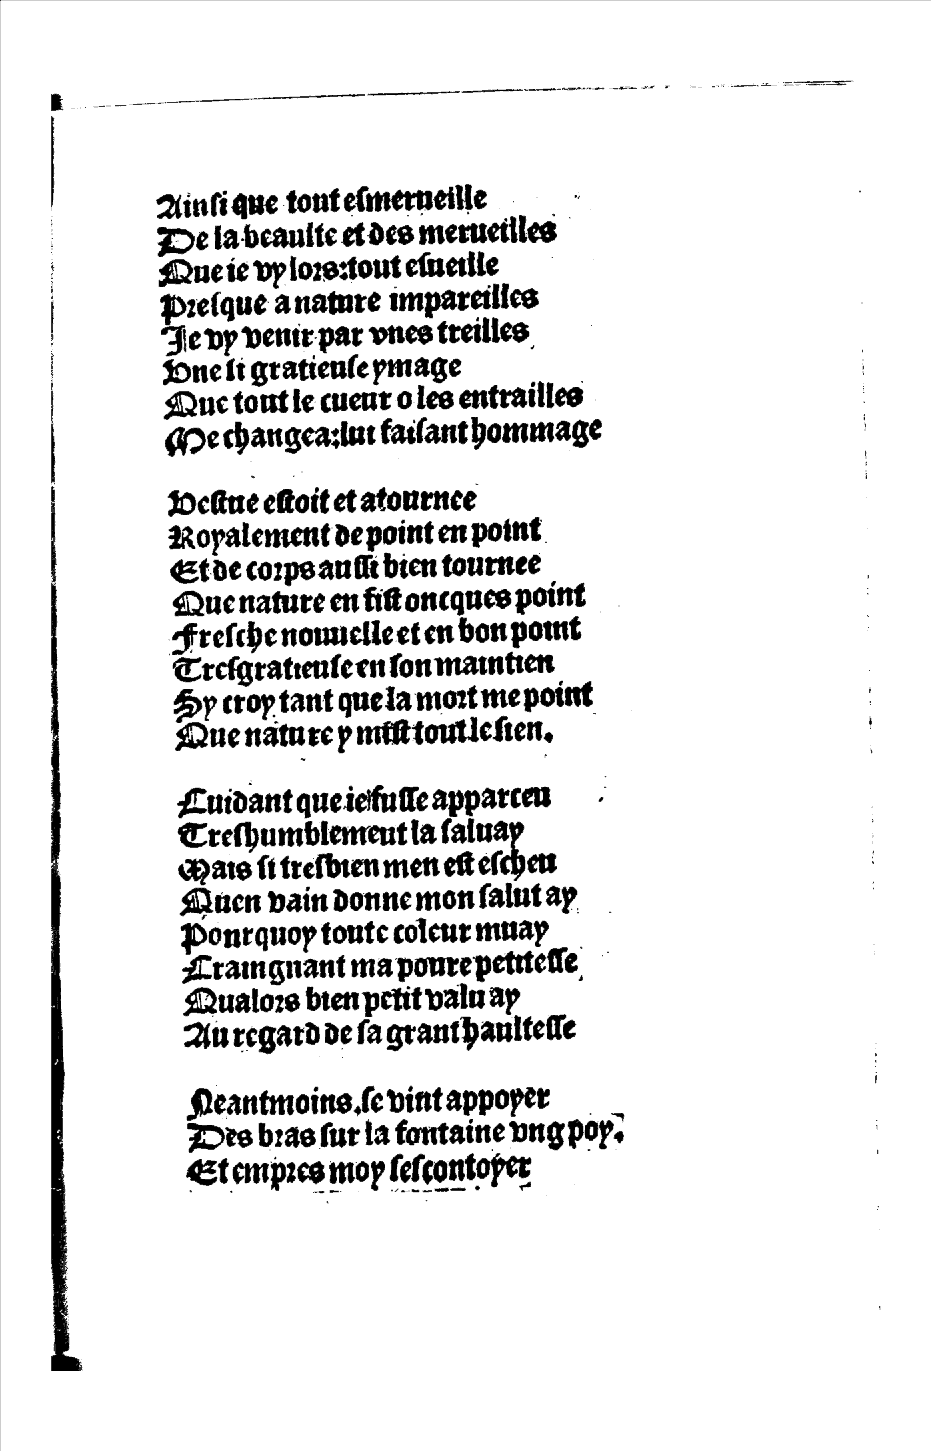 Ainſi que tout eſmerueille
De la beaulte et des merueilles
Que ie vy lors:tout eſueille
Preſque a nature impareilles
Je vy venir par vnes treilles
Vne ſi gratieuſe ymage
Que tout le cueur o les entrailles
Me changea:lui faiſant hommage
Veſtue eſtoit et atournee
Royalement de point en point
Et de corps auſſi bien tournee
Que nature en fiſt oncques point
Freſche nouuelle et en bon point
Treſgratieuſe en ſon maintien
Sy croy tant que la mort me point
Que nature y miſt tout le ſien.
Cuidant que ie fuſſe apparceu
Treſhumblement la ſaluay
Mais ſi treſbien men eſt eſcheu
Quen vain donne mon ſalut ay
Pourquoy toute coleur muay
Craingnant ma poure petiteſſe
Qualors bien petit valu ay
Au regard de ſa grant haulteſſe
Neantmoins.ſe vint appoyer
Des bras ſur la fontaine vng poy.
Et empres moy ſeſcontoyer